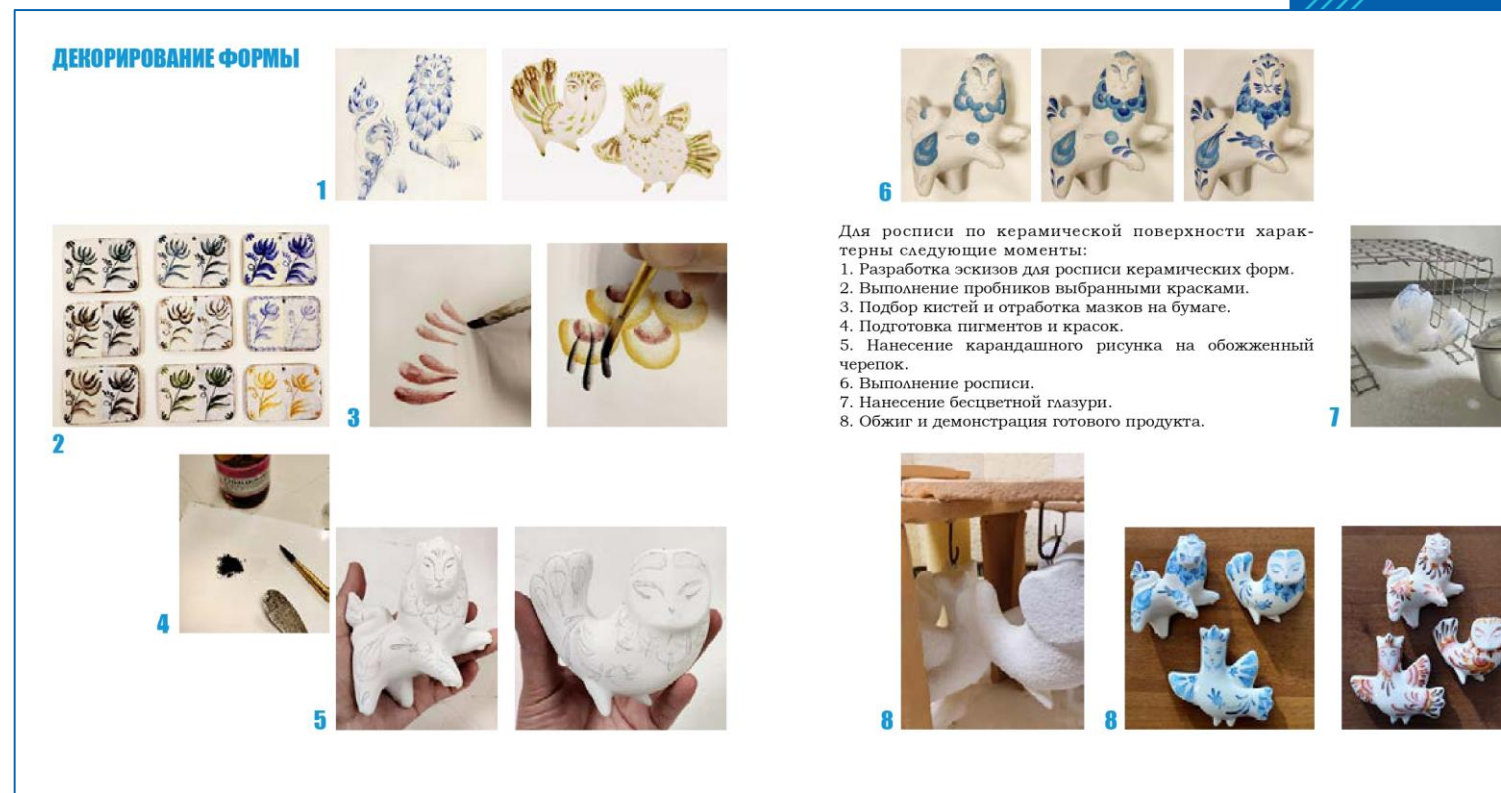 ДЕКОРИРОВАНИЕ ФОРМЫ
1
2
3
4
5
6
Для росписи по керамической поверхности харак-
терны следующие моменты:
1. Разработка эскизов для росписи керамических форм.
2. Выполнение пробников выбранными красками.
3. Подбор кистей и отработка мазков на бумаге.
4. Подготовка пигментов и красок.
5. Нанесение карандашного рисунка на обожженный
черепок.
6. Выполнение росписи.
7. Нанесение бесцветной глазури.
8. Обжиг и демонстрация готового продукта.
7
8
8